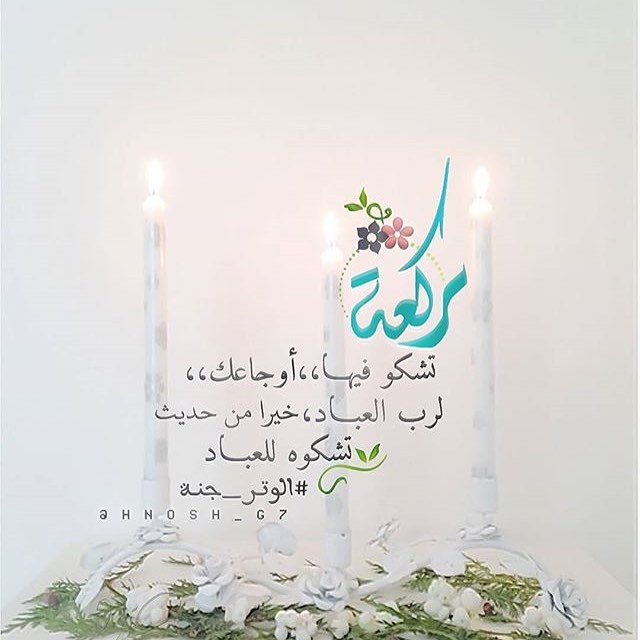 ركعة
تشكو فيها،،أوجاعك،،
لرب العباد،خيرا من حديث
تشكوه للعباد
#الوتر_جنة
@HNOSH_G7